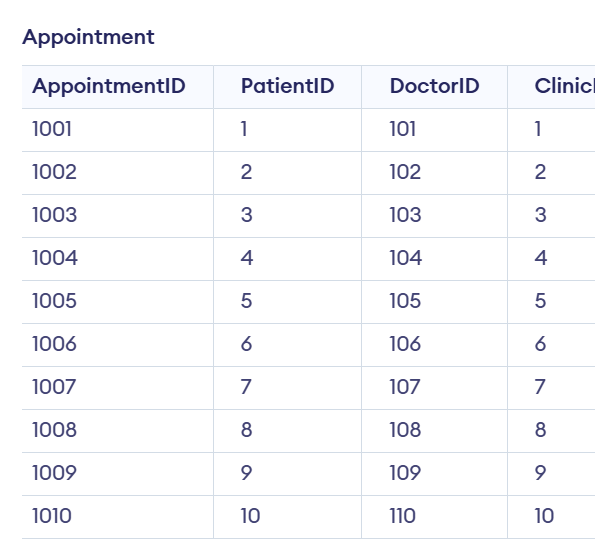 Appointment
AppointmentID PatientID DoctorID Clinic
1001 1 101 1
1002 2 102 2
1003 3 103 3
1004 4 104 4
1005 5 105 5
1006 6 106 6
1007 7 107 7
1008 8 108 8
1009 9 109 9
1010 10 110 10